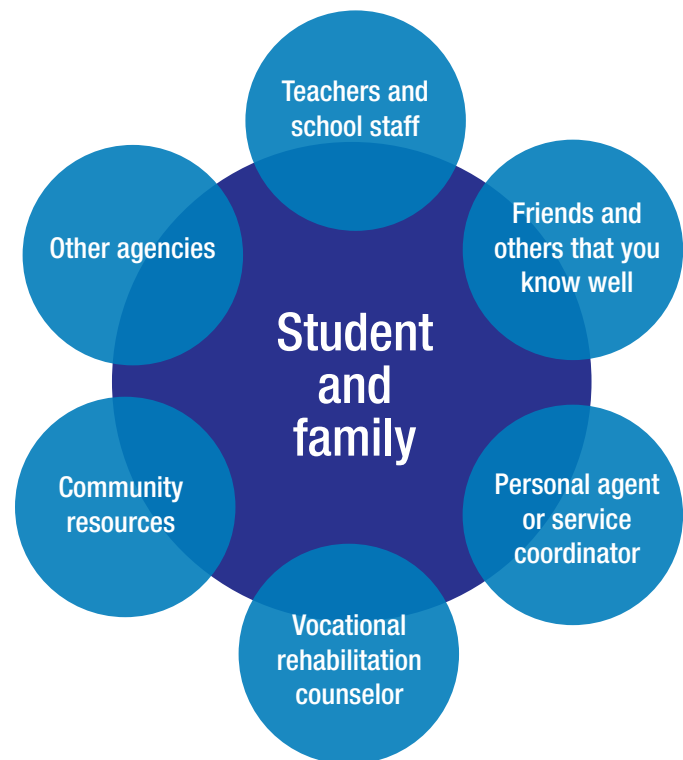 Teachers and
school staff
Friends and
others that you
know well
Other agencies
Student
and
family
Personal agent
or service
coordinator
Community
resources
Vocational
rehabilitation
counselor